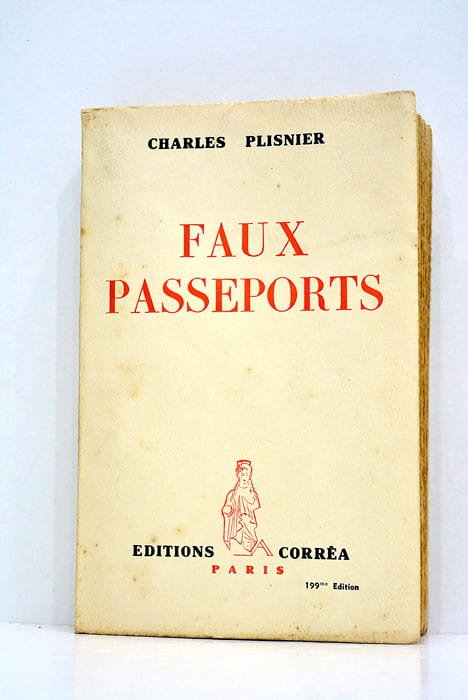 CHARLES PLISNIER
FAUX
PASSEPORTS
EDITIONS CORRÊA
PARIS
199me Edition